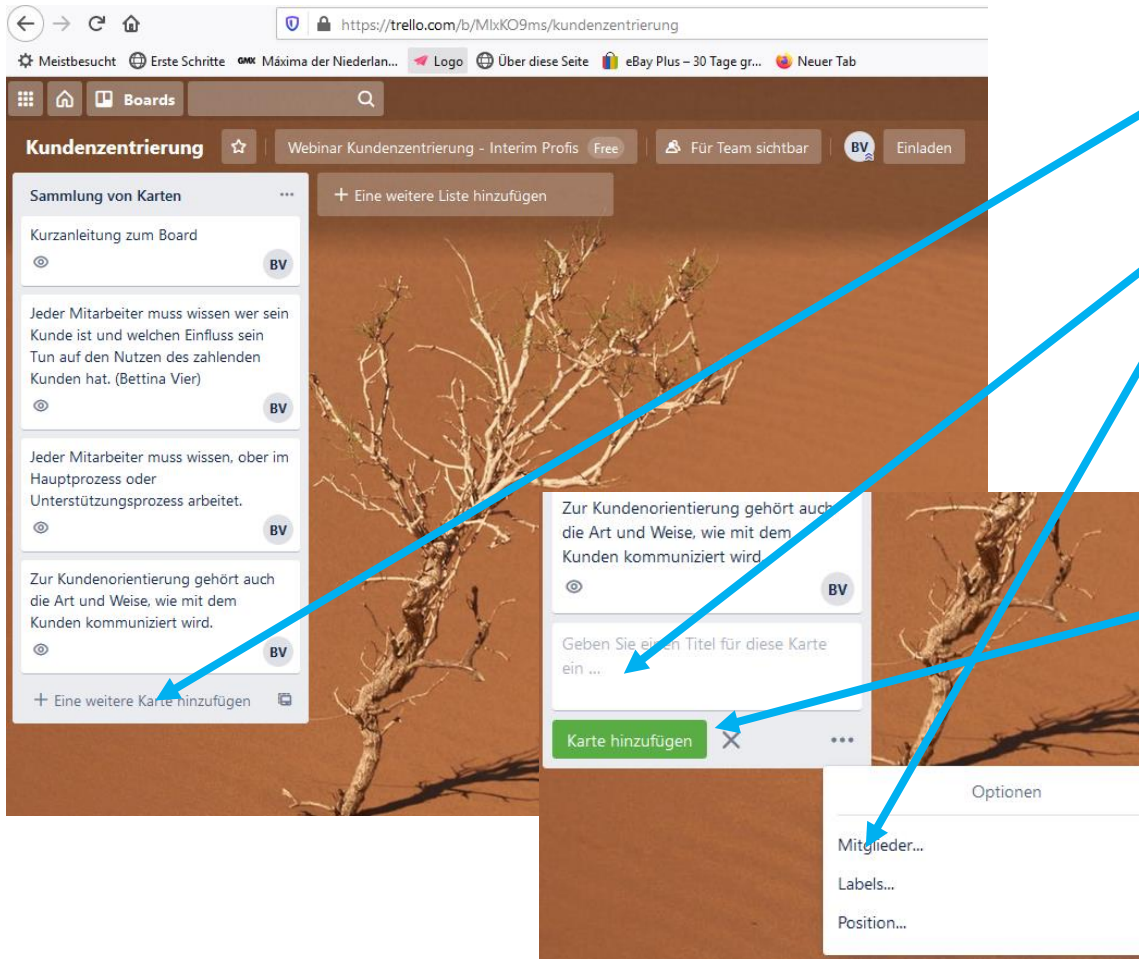 https://trello.com/b/MlxKO9ms/kundenzentrierung
Meistbesucht Erste Schritte GMX Máxima der Niederlan... Logo Über diese Seite eBay Plus – 30 Tage gr... Neuer Tab
Boards
Kundenzentrierung Webinar Kundenzentrierung - Interim Profis Free Für Team sichtbar BV Einladen
Sammlung von Karten ...
+ Eine weitere Liste hinzufügen
Kurzanleitung zum Board
BV
Jeder Mitarbeiter muss wissen wer sein
Kunde ist und welchen Einfluss sein
Tun auf den Nutzen des zahlenden
Kunden hat. (Bettina Vier)
BV
Jeder Mitarbeiter muss wissen, ober im
Hauptprozess oder
Unterstützungsprozess arbeitet.
BV
Zur Kundenorientierung gehört auch
die Art und Weise, wie mit dem
Kunden kommuniziert wird.
BV
+ Eine weitere Karte hinzufügen
Zur Kundenorientierung gehört auch
die Art und Weise, wie mit dem
Kunden kommuniziert wird.
BV
Geben Sie einen Titel für diese Karte
ein ...
Karte hinzufügen ...
Optionen
Mitglieder...
Labels...
Position...